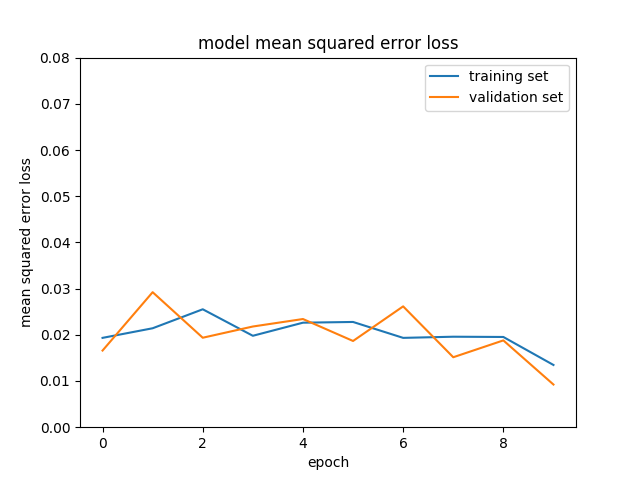 model mean squared error loss
training set
validation set
0.08
0.07
0.06
0.05
0.04
0.03
0.02
0.01
0.00
mean squared error loss
0 2 4 6 8
epoch